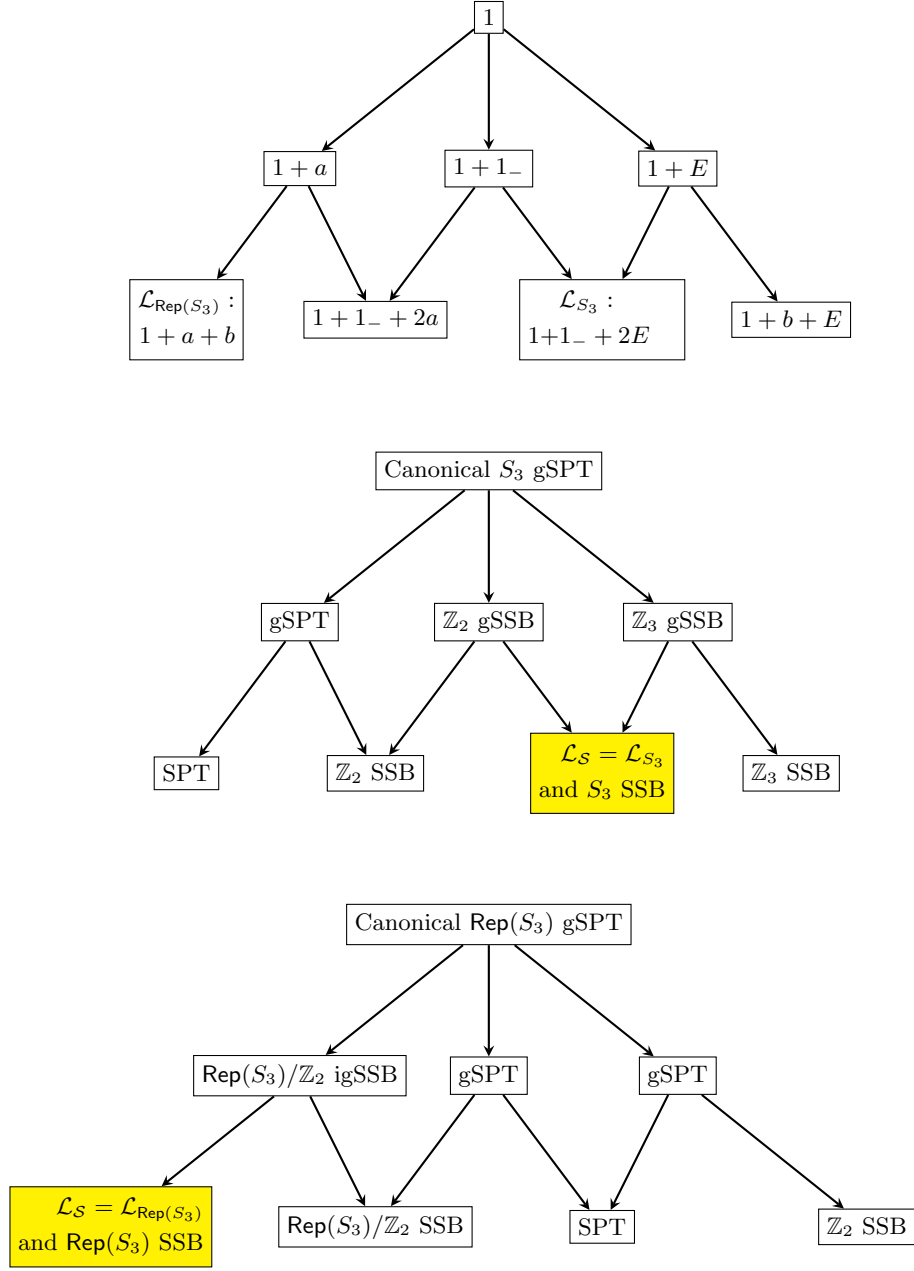 1
1 + a
1 + 1₋
1 + E
ℒ_Rep(S₃) :
1 + a + b
1 + 1₋ + 2a
ℒ_S₃ :
1+1₋ + 2E
1 + b + E
Canonical S₃ gSPT
gSPT
ℤ₂ gSSB
ℤ₃ gSSB
SPT
ℤ₂ SSB
ℒ_𝒮 = ℒ_S₃
and S₃ SSB
ℤ₃ SSB
Canonical Rep(S₃) gSPT
Rep(S₃)/ℤ₂ igSSB
gSPT
gSPT
ℒ_𝒮 = ℒ_Rep(S₃)
and Rep(S₃) SSB
Rep(S₃)/ℤ₂ SSB
SPT
ℤ₂ SSB